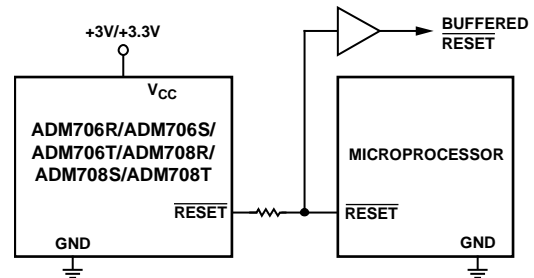 +3V/+3.3V
BUFFERED
RESET
VCC
ADM706R/ADM706S/
ADM706T/ADM708R/
ADM708S/ADM708T
MICROPROCESSOR
RESET
RESET
GND
GND